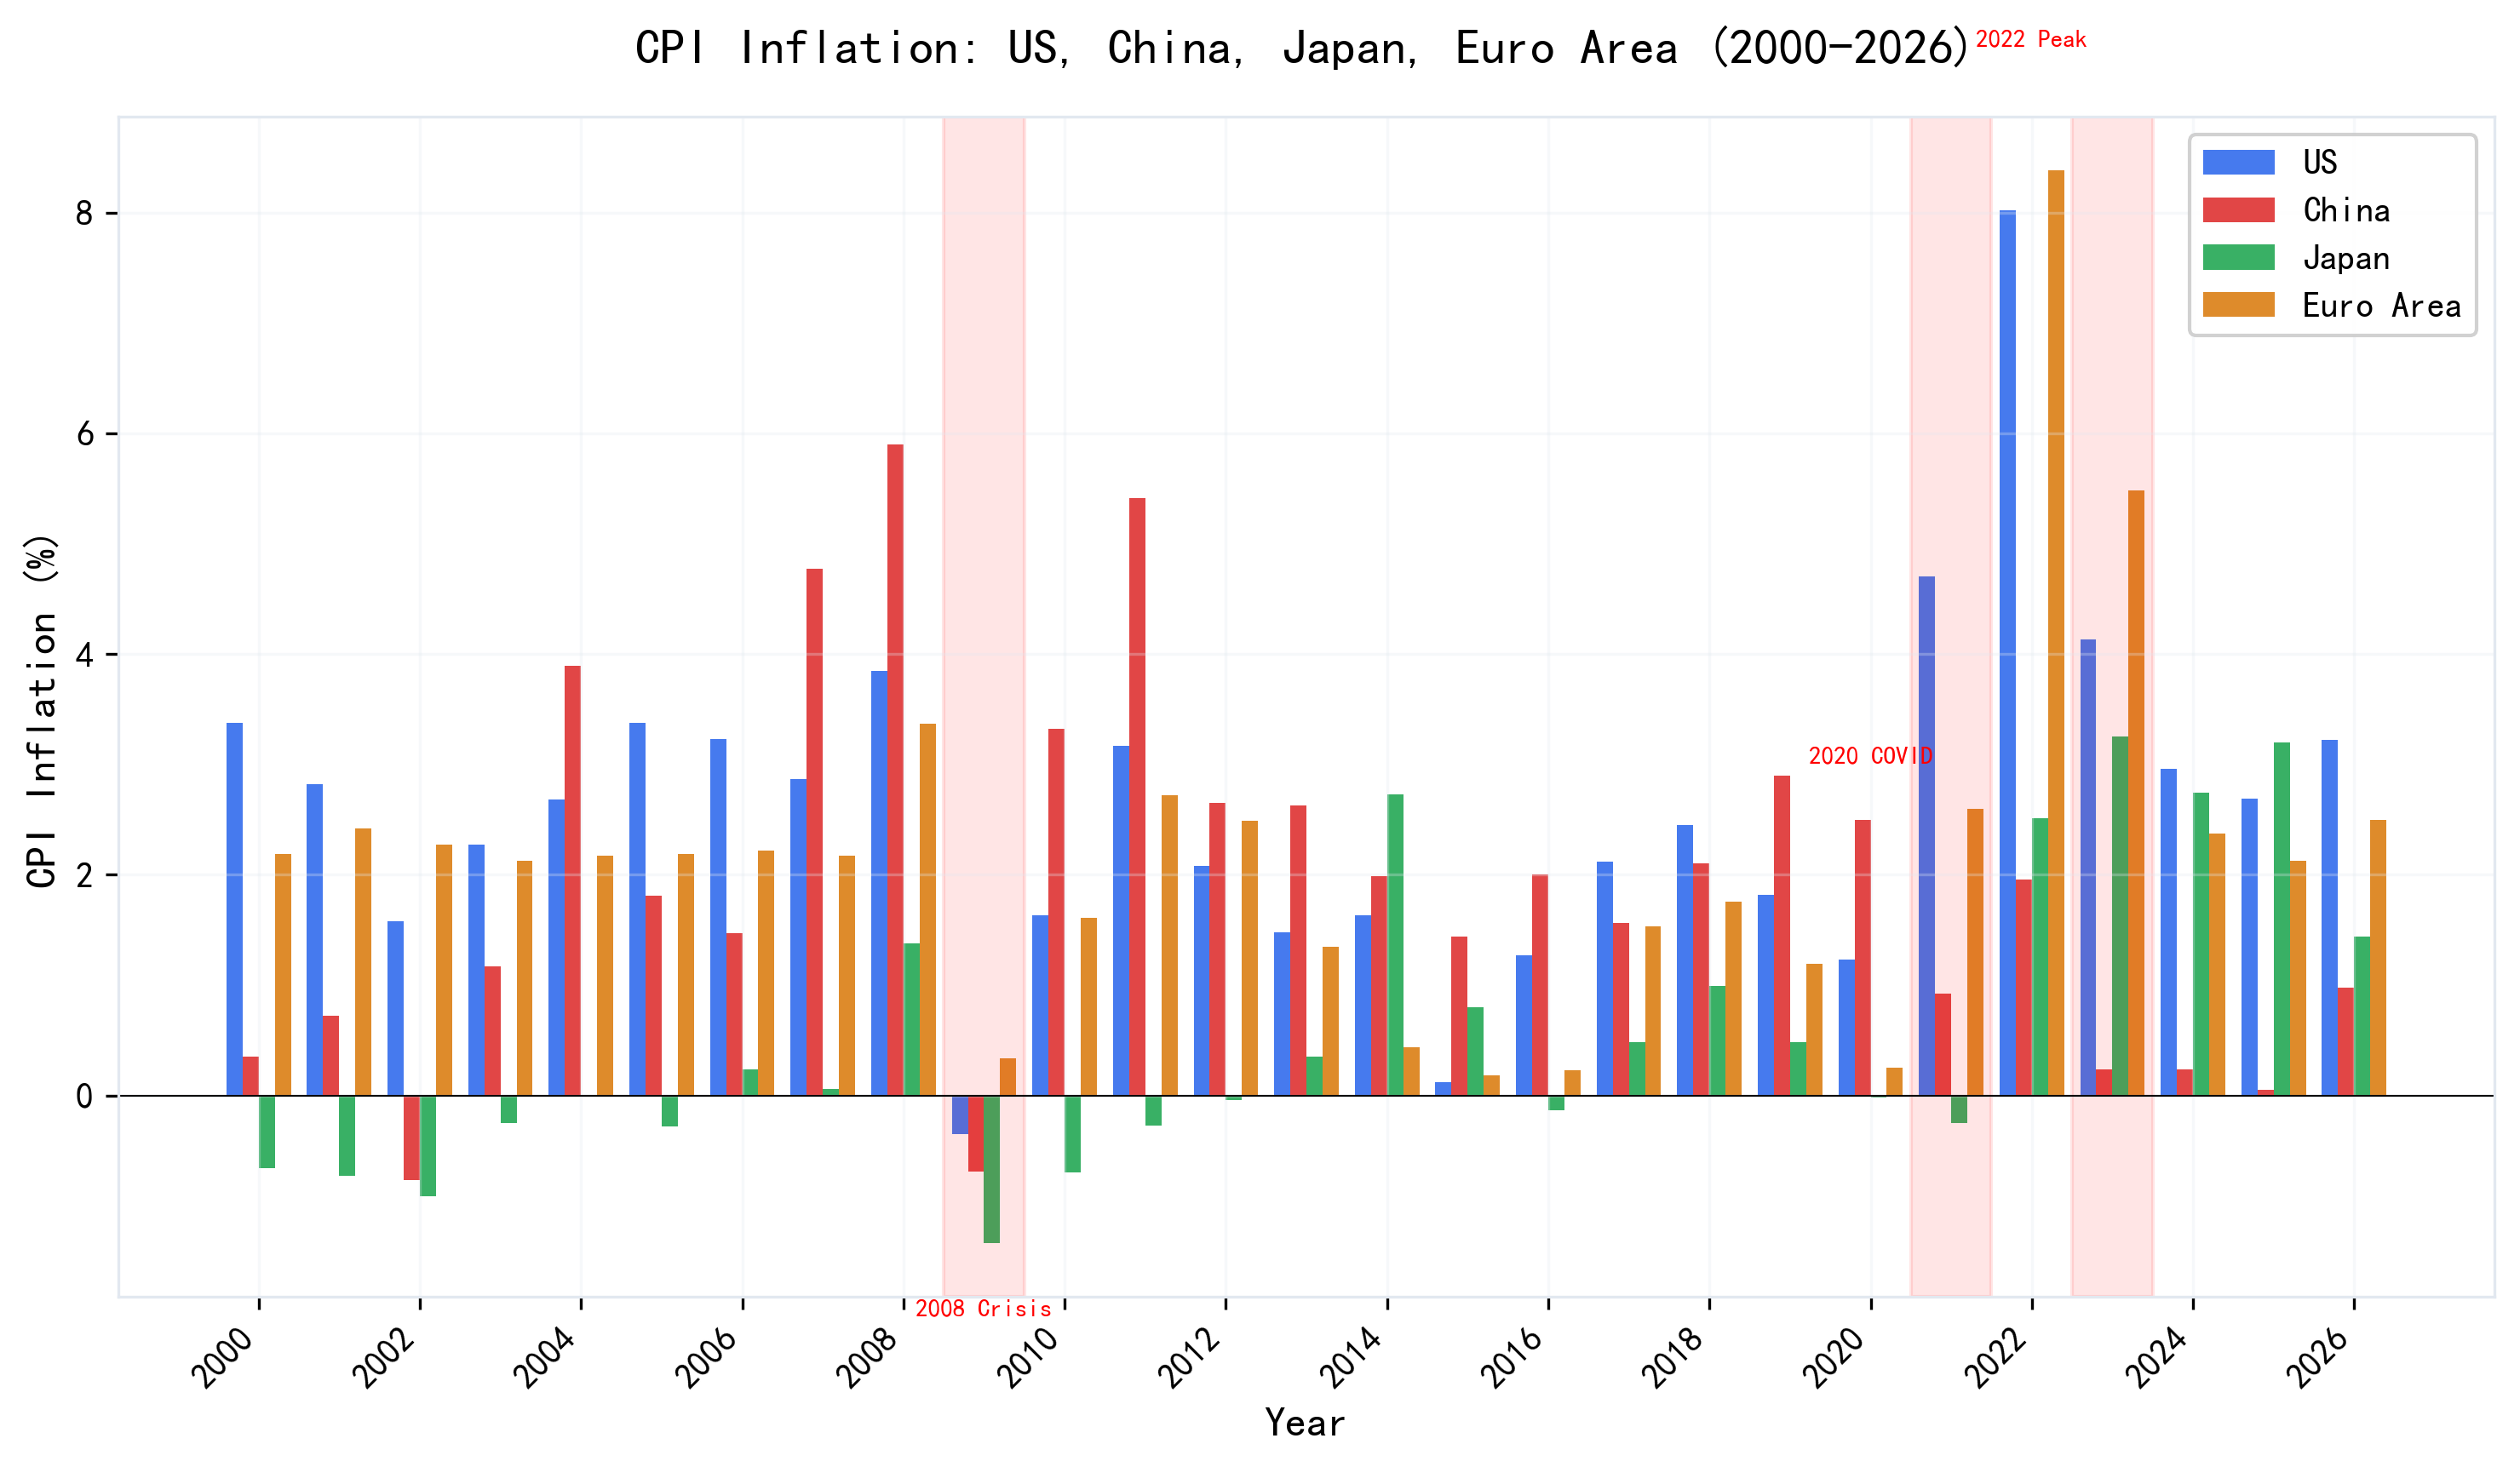 CPI Inflation: US, China, Japan, Euro Area (2000-2026)
2022 Peak
US
China
Japan
Euro Area
CPI Inflation (%)
8
6
4
2
0
2020 COVID
2008 Crisis
2000
2002
2004
2006
2008
2010
2012
2014
2016
2018
2020
2022
2024
2026
Year